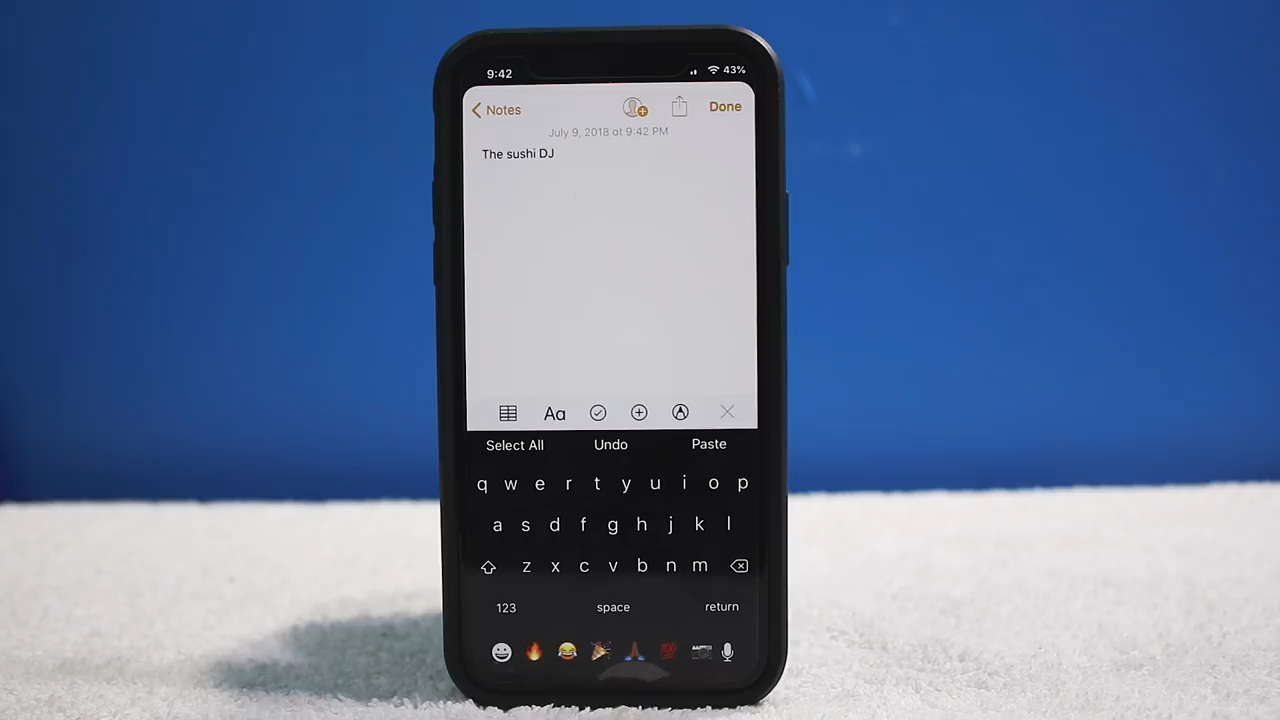 9:42 43%
Notes Done
July 9, 2018 at 9:42 PM
The sushi DJ
Aa
Select All Undo Paste
q w e r t y u i o p
a s d f g h j k l
z x c v b n m
123 space return
💯